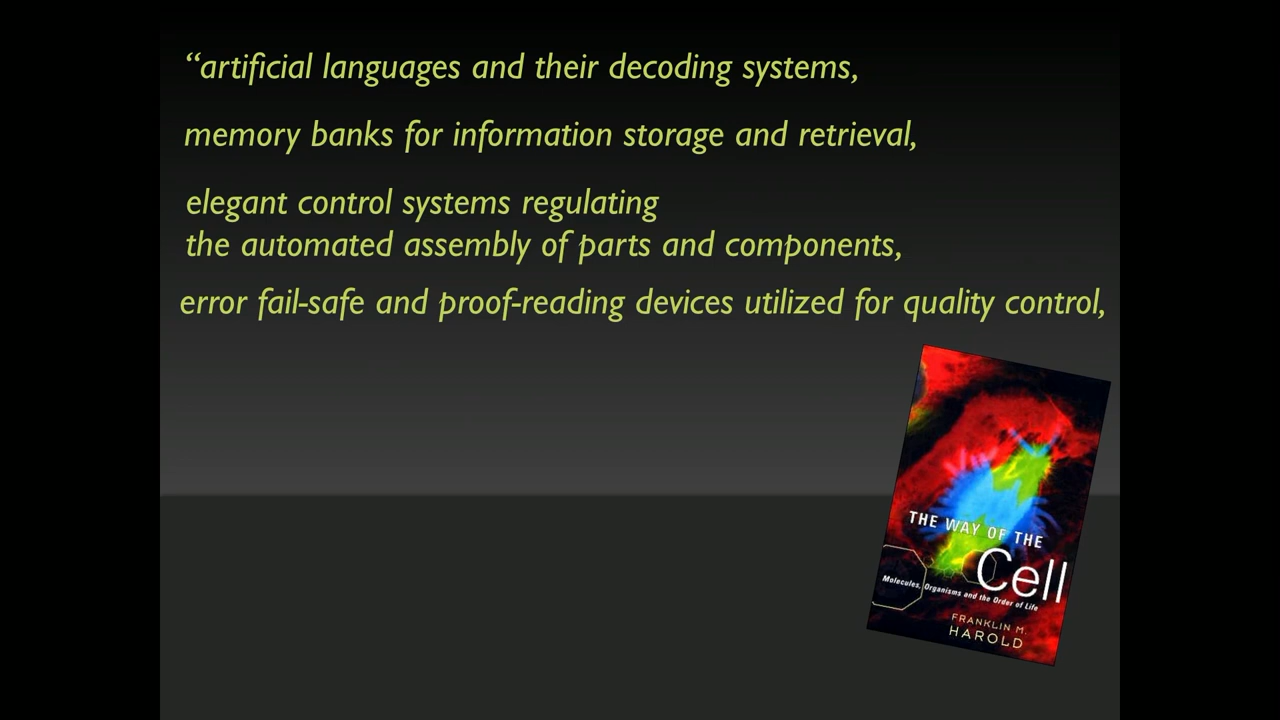 “artificial languages and their decoding systems,
memory banks for information storage and retrieval,
elegant control systems regulating
the automated assembly of parts and components,
error fail-safe and proof-reading devices utilized for quality control,
THE WAY OF THE
Cell
Molecules, Organisms and the Order of Life
FRANKLIN M.
HAROLD